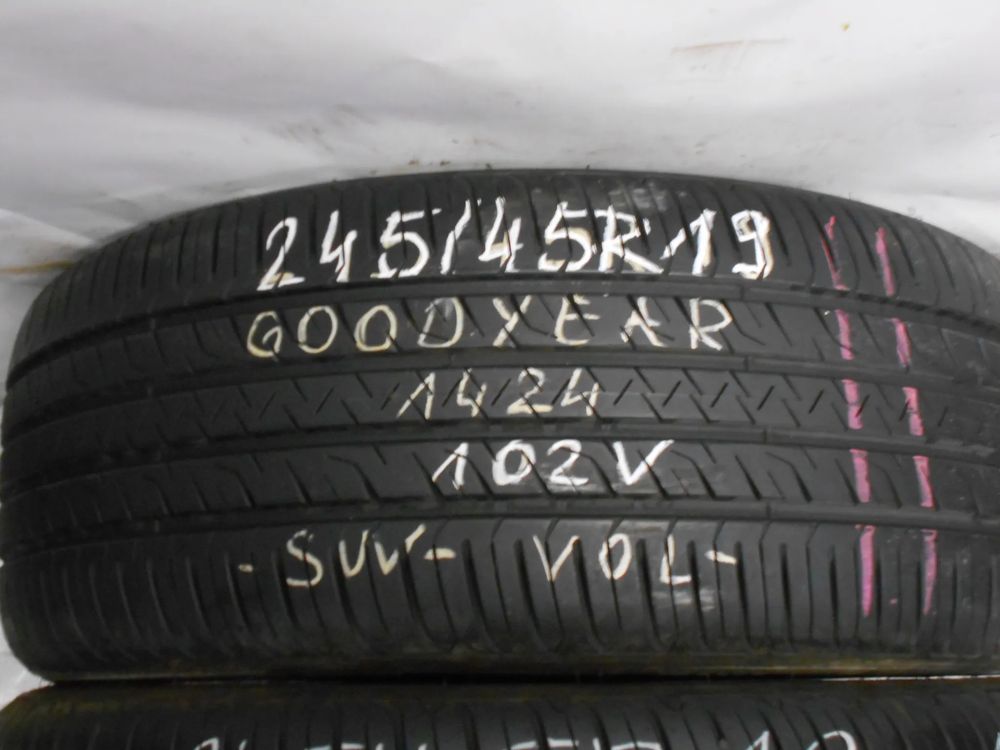 245/45R19
GOODYEAR
1424
102V
-SUV- VOL-